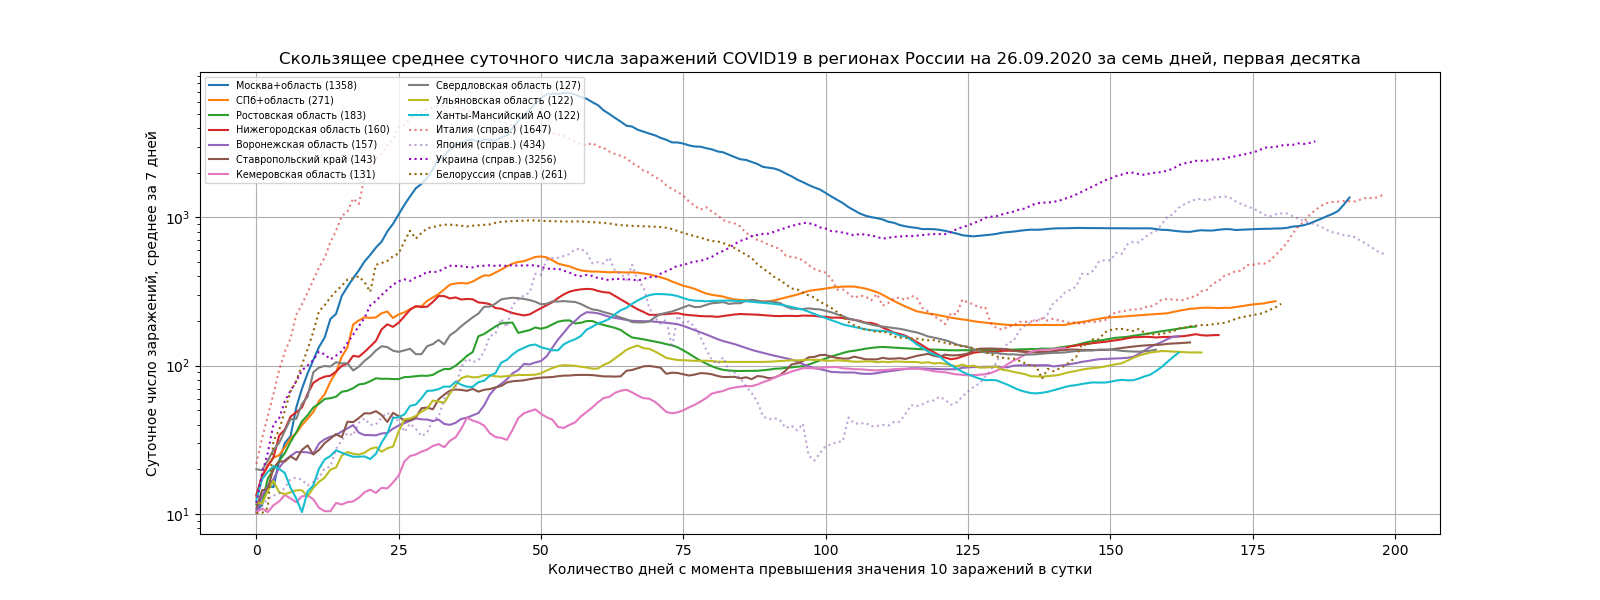 Скользящее среднее суточного числа заражений COVID19 в регионах России на 26.09.2020 за семь дней, первая десятка
Суточное число заражений, среднее за 7 дней
Москва+область (1358)
СПб+область (271)
Ростовская область (183)
Нижегородская область (160)
Воронежская область (157)
Ставропольский край (143)
Кемеровская область (131)
Свердловская область (127)
Ульяновская область (122)
Ханты-Мансийский АО (122)
Италия (справ.) (1647)
Япония (справ.) (434)
Украина (справ.) (3256)
Белоруссия (справ.) (261)
10³
10²
10¹
0 25 50 75 100 125 150 175 200
Количество дней с момента превышения значения 10 заражений в сутки